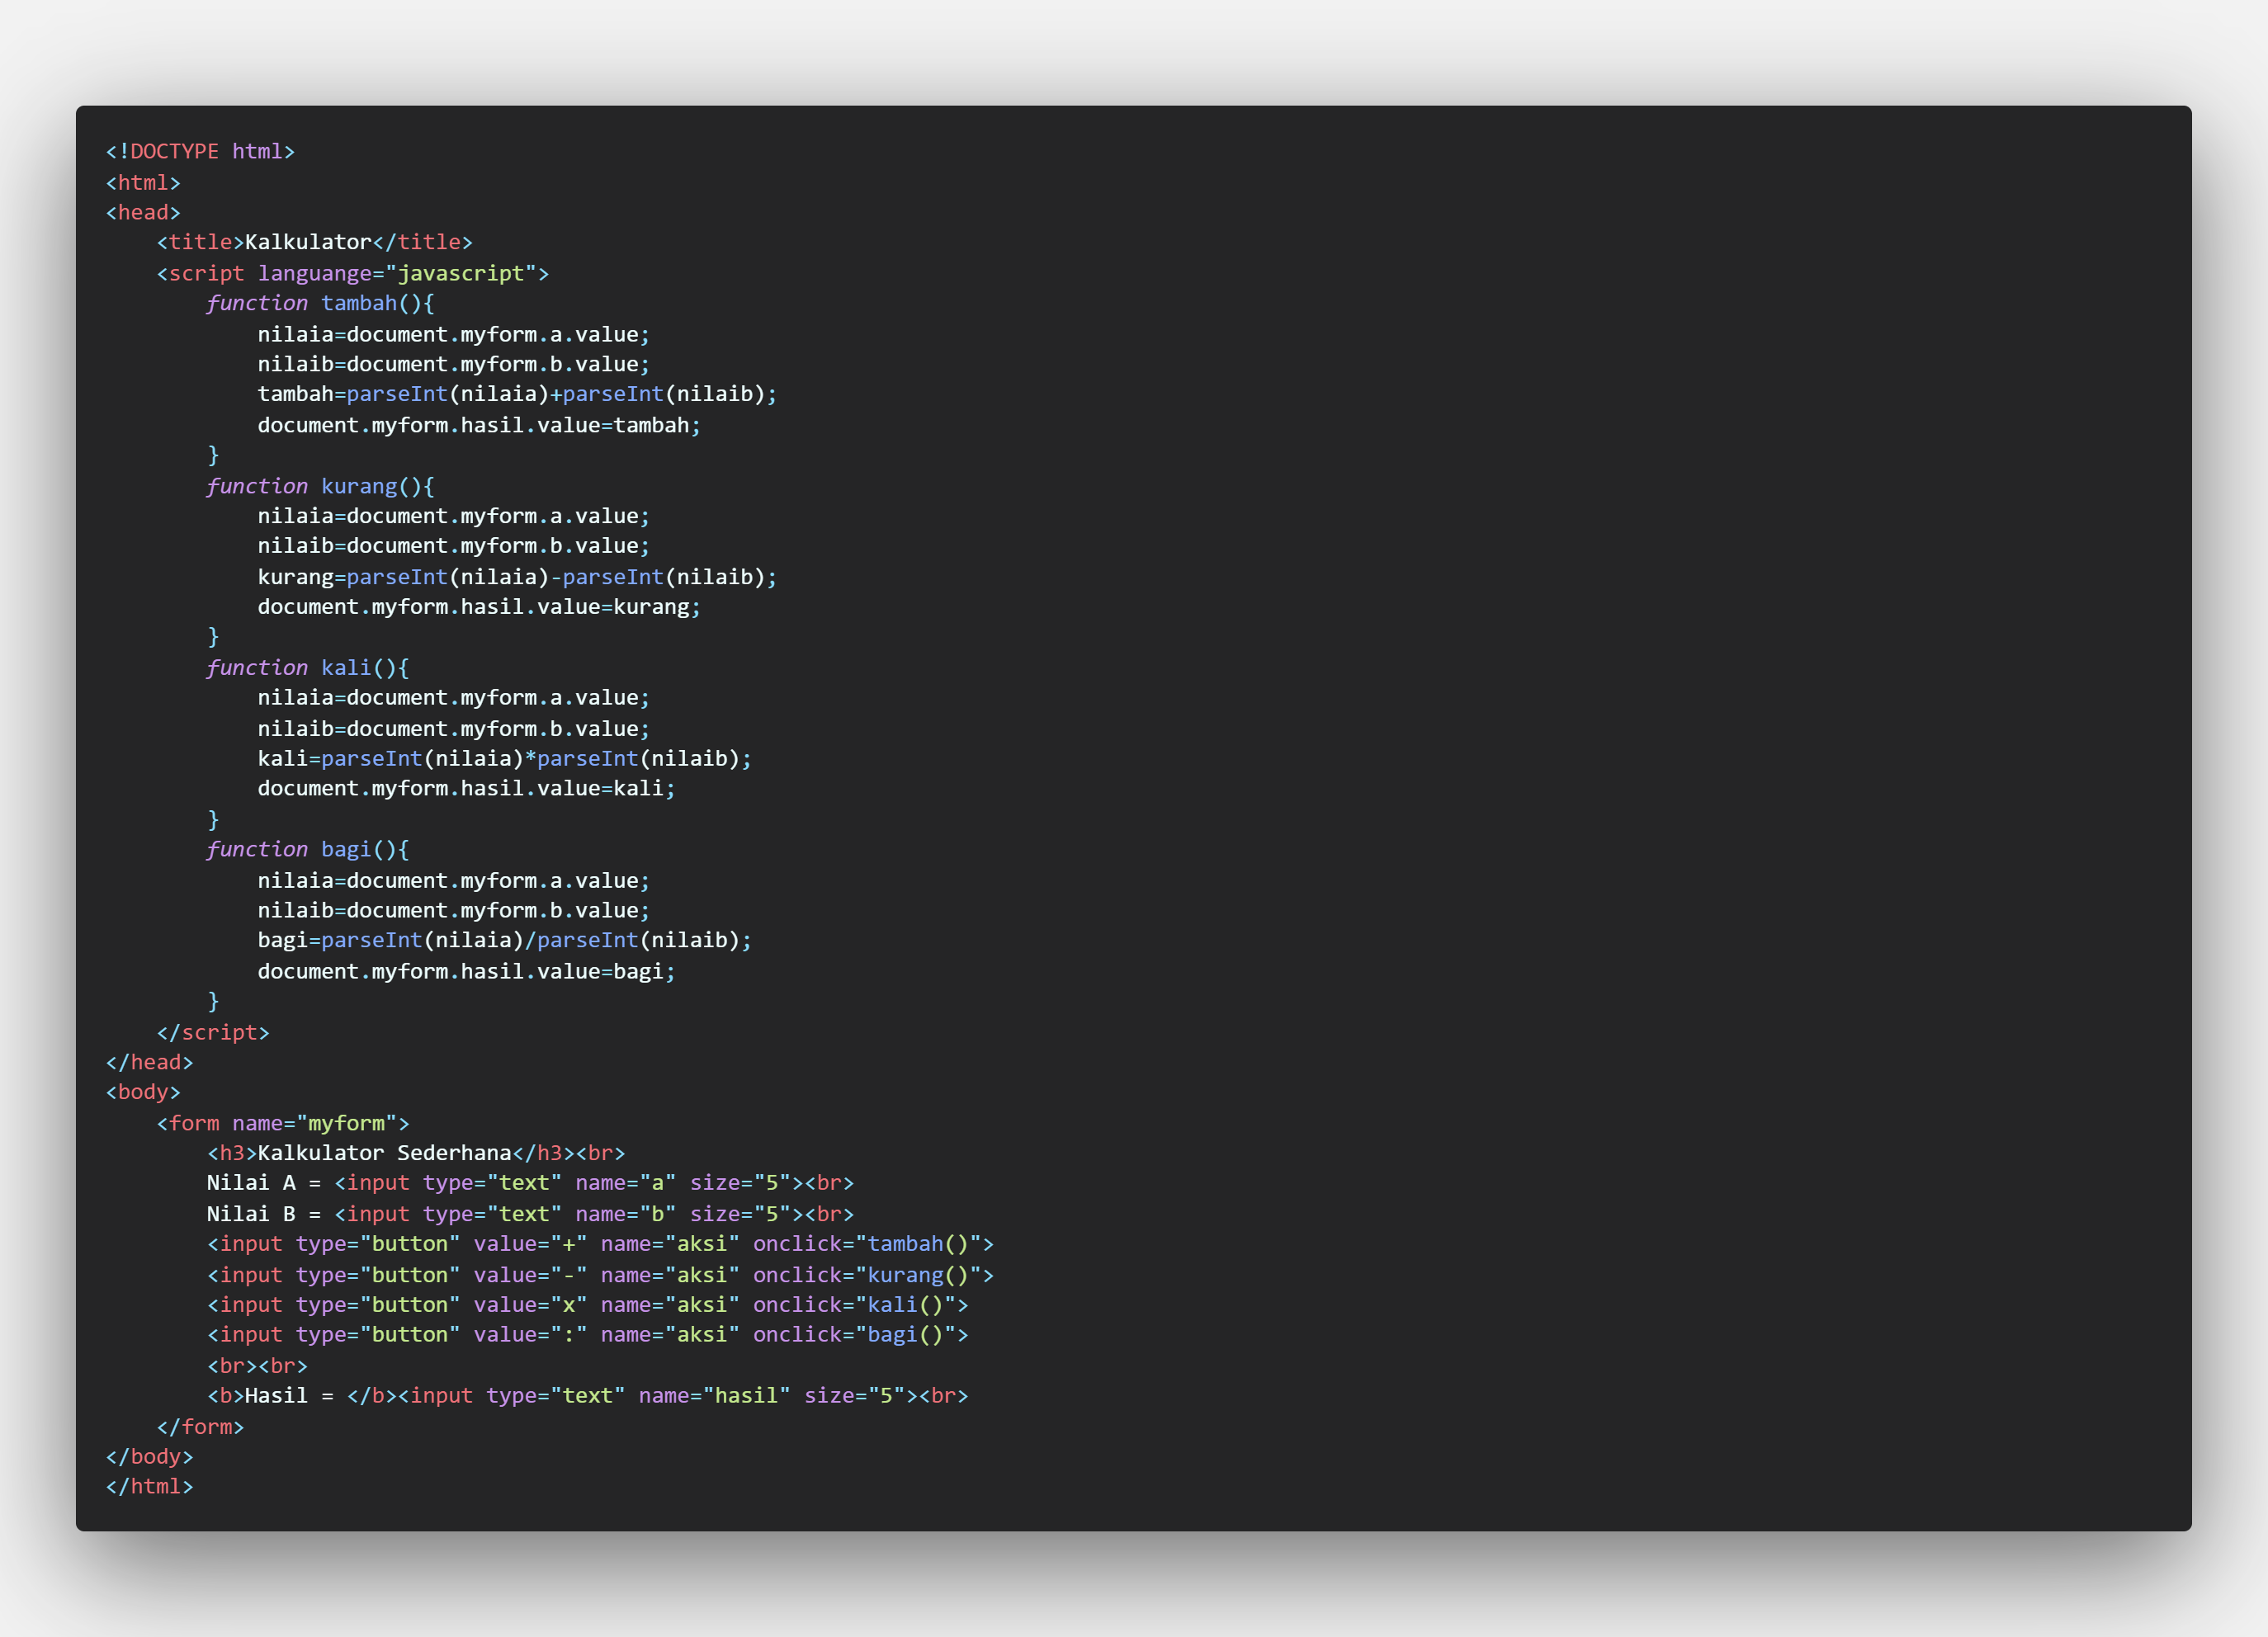 <!DOCTYPE html>
<html>
<head>
    <title>Kalkulator</title>
    <script languange="javascript">
        function tambah(){
            nilaia=document.myform.a.value;
            nilaib=document.myform.b.value;
            tambah=parseInt(nilaia)+parseInt(nilaib);
            document.myform.hasil.value=tambah;
        }
        function kurang(){
            nilaia=document.myform.a.value;
            nilaib=document.myform.b.value;
            kurang=parseInt(nilaia)-parseInt(nilaib);
            document.myform.hasil.value=kurang;
        }
        function kali(){
            nilaia=document.myform.a.value;
            nilaib=document.myform.b.value;
            kali=parseInt(nilaia)*parseInt(nilaib);
            document.myform.hasil.value=kali;
        }
        function bagi(){
            nilaia=document.myform.a.value;
            nilaib=document.myform.b.value;
            bagi=parseInt(nilaia)/parseInt(nilaib);
            document.myform.hasil.value=bagi;
        }
    </script>
</head>
<body>
    <form name="myform">
        <h3>Kalkulator Sederhana</h3><br>
        Nilai A = <input type="text" name="a" size="5"><br>
        Nilai B = <input type="text" name="b" size="5"><br>
        <input type="button" value="+" name="aksi" onclick="tambah()">
        <input type="button" value="-" name="aksi" onclick="kurang()">
        <input type="button" value="x" name="aksi" onclick="kali()">
        <input type="button" value=":" name="aksi" onclick="bagi()">
        <br><br>
        <b>Hasil = </b><input type="text" name="hasil" size="5"><br>
    </form>
</body>
</html>